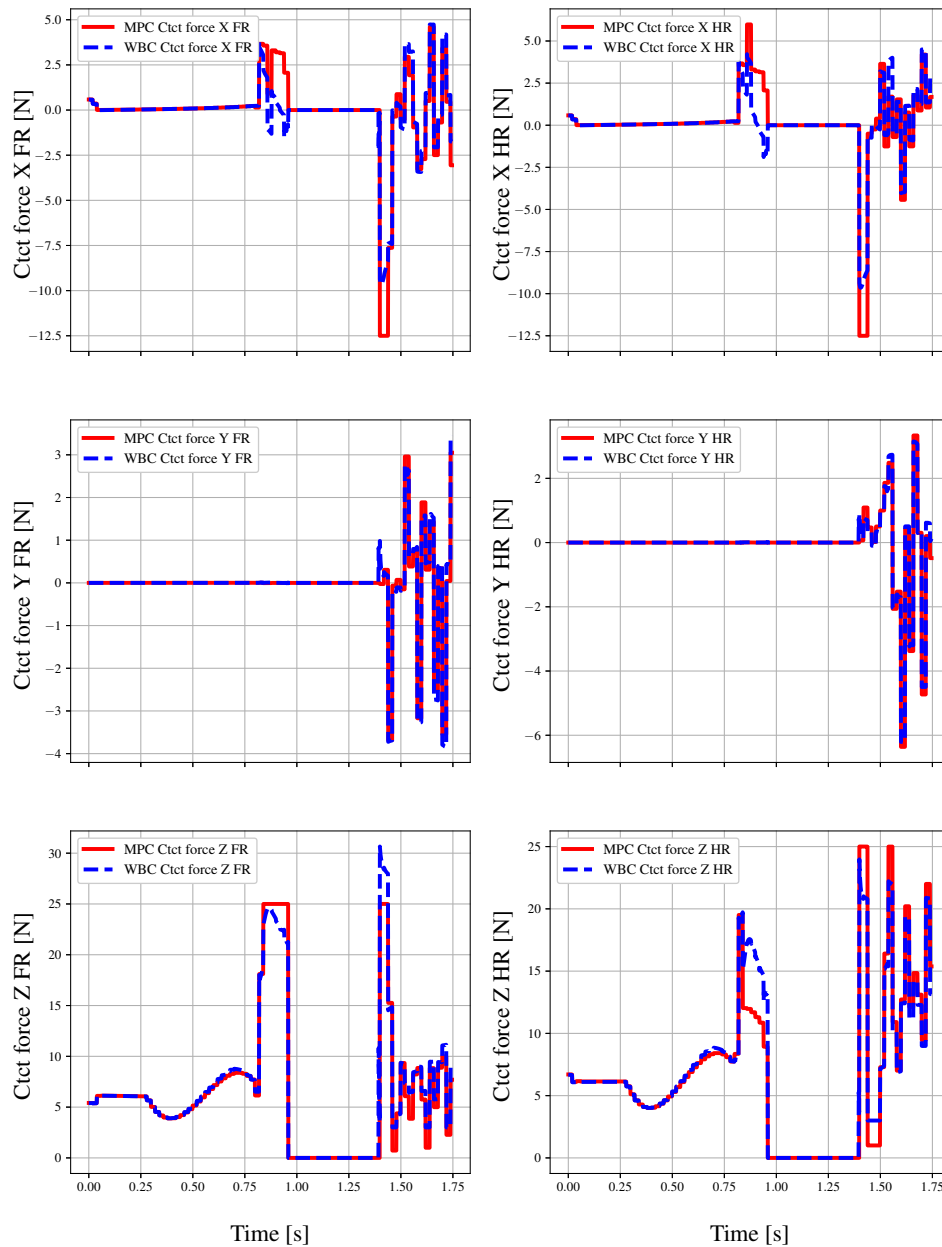 MPC Ctct force X FR
WBC Ctct force X FR
Ctct force X FR [N]
5.0
2.5
0.0
−2.5
−5.0
−7.5
−10.0
−12.5
MPC Ctct force X HR
WBC Ctct force X HR
Ctct force X HR [N]
5.0
2.5
0.0
−2.5
−5.0
−7.5
−10.0
−12.5
MPC Ctct force Y FR
WBC Ctct force Y FR
Ctct force Y FR [N]
3
2
1
0
−1
−2
−3
−4
MPC Ctct force Y HR
WBC Ctct force Y HR
Ctct force Y HR [N]
2
0
−2
−4
−6
MPC Ctct force Z FR
WBC Ctct force Z FR
Ctct force Z FR [N]
30
25
20
15
10
5
0
0.00 0.25 0.50 0.75 1.00 1.25 1.50 1.75
Time [s]
MPC Ctct force Z HR
WBC Ctct force Z HR
Ctct force Z HR [N]
25
20
15
10
5
0
0.00 0.25 0.50 0.75 1.00 1.25 1.50 1.75
Time [s]